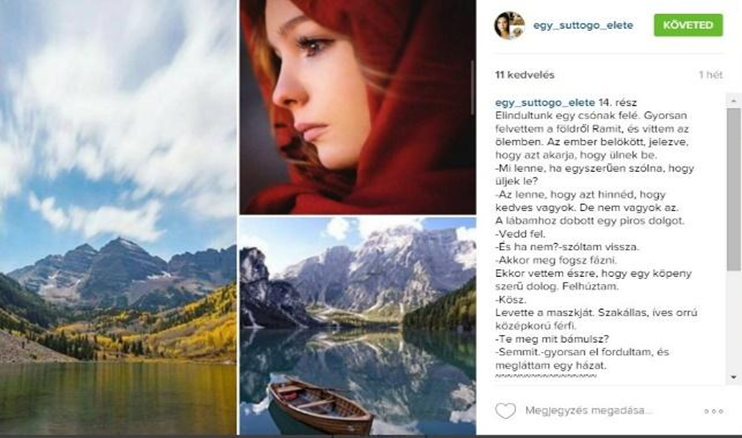 egy_suttogo_elete
KÖVETED
11 kedvelés
1 hét
egy_suttogo_elete 14. rész
Elindultunk egy csónak felé. Gyorsan
felvettem a földről Ramit, és vittem az
ölemben. Az ember belökött, jelezve,
hogy azt akarja, hogy ülnek be.
-Mi lenne, ha egyszerűen szólna, hogy
üljek le?
-Az lenne, hogy azt hinnéd, hogy
kedves vagyok. De nem vagyok az.
A lábamhoz dobott egy piros dolgot.
-Vedd fel.
-És ha nem?-szóltam vissza.
-Akkor meg fogsz fázni.
Ekkor vettem észre, hogy egy köpeny
szerű dolog. Felhúztam.
-Kösz.
Levette a maszkját. Szakállas, íves orrú
középkorú férfi.
-Te meg mit bámulsz?
-Semmit.-gyorsan el fordultam, és
megláttam egy házat.
~~~~~~~~~~~~~~~~~
Megjegyzés megadása...